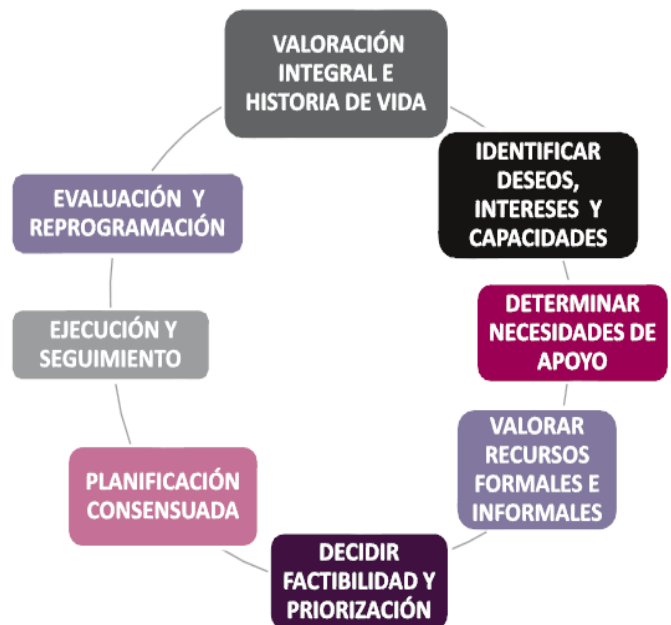 VALORACIÓN
INTEGRAL E
HISTORIA DE VIDA
IDENTIFICAR
DESEOS,
INTERESES Y
CAPACIDADES
DETERMINAR
NECESIDADES DE
APOYO
VALORAR
RECURSOS
FORMALES E
INFORMALES
DECIDIR
FACTIBILIDAD Y
PRIORIZACIÓN
PLANIFICACIÓN
CONSENSUADA
EJECUCIÓN Y
SEGUIMIENTO
EVALUACIÓN Y
REPROGRAMACIÓN